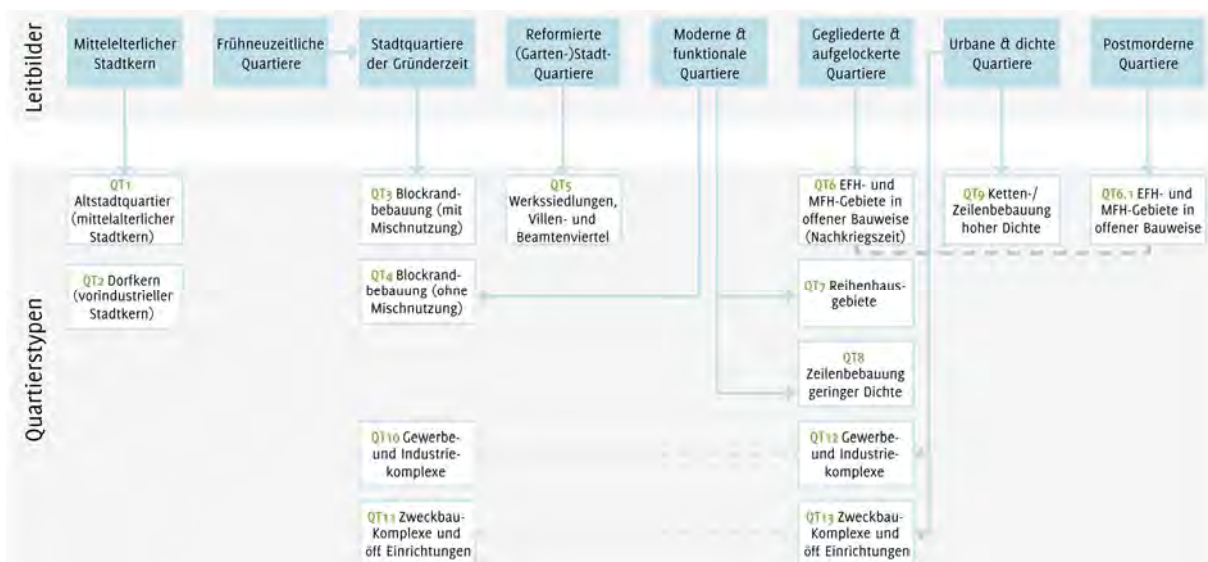 Leitbilder
Mittelelterlicher
Stadtkern
Frühneuzeitliche
Quartiere
Stadtquartiere
der Gründerzeit
Reformierte
(Garten-)Stadt-
Quartiere
Moderne &
funktionale
Quartiere
Gegliederte &
aufgelockerte
Quartiere
Urbane & dichte
Quartiere
Postmorderne
Quartiere
Quartierstypen
QT1
Altstadtquartier
(mittelalterlicher
Stadtkern)
QT3 Blockrand-
bebauung (mit
Mischnutzung)
QT5
Werkssiedlungen,
Villen- und
Beamtenviertel
QT6 EFH- und
MFH-Gebiete in
offener Bauweise
(Nachkriegszeit)
QT9 Ketten-/
Zeilenbebauung
hoher Dichte
QT6.1 EFH- und
MFH-Gebiete in
offener Bauweise
QT2 Dorfkern
(vorindustrieller
Stadtkern)
QT4 Blockrand-
bebauung (ohne
Mischnutzung)
QT7 Reihenhaus-
gebiete
QT8
Zeilenbebauung
geringer Dichte
QT10 Gewerbe-
und Industrie-
komplexe
QT12 Gewerbe-
und Industrie-
komplexe
QT11 Zweckbau-
Komplexe und
öff. Einrichtungen
QT13 Zweckbau-
Komplexe und
öff. Einrichtungen